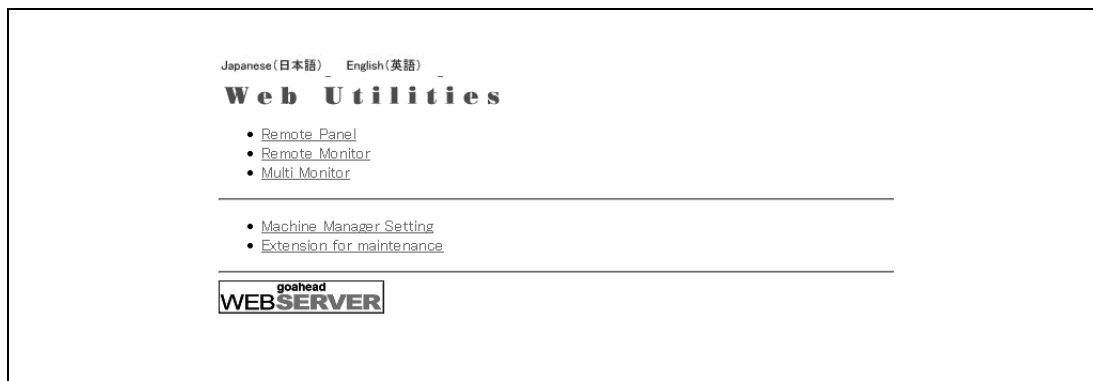 Japanese(日本語)    English(英語)
Web Utilities
Remote Panel
Remote Monitor
Multi Monitor
Machine Manager Setting
Extension for maintenance
goahead
WEBSERVER